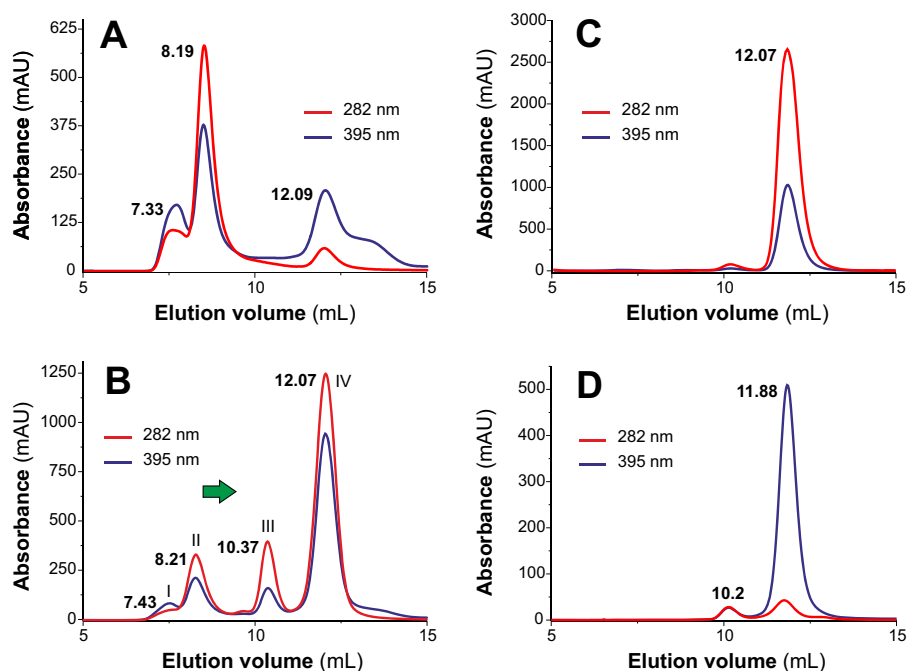 A
Absorbance (mAU)
625
500
375
250
125
0
8.19
7.33
12.09
282 nm
395 nm
5
10
15
Elution volume (mL)
C
Absorbance (mAU)
3000
2500
2000
1500
1000
500
0
12.07
282 nm
395 nm
5
10
15
Elution volume (mL)
B
Absorbance (mAU)
1250
1000
750
500
250
0
12.07
IV
282 nm
395 nm
II
III
8.21
10.37
7.43
I
5
10
15
Elution volume (mL)
D
Absorbance (mAU)
500
400
300
200
100
0
11.88
282 nm
395 nm
10.2
5
10
15
Elution volume (mL)